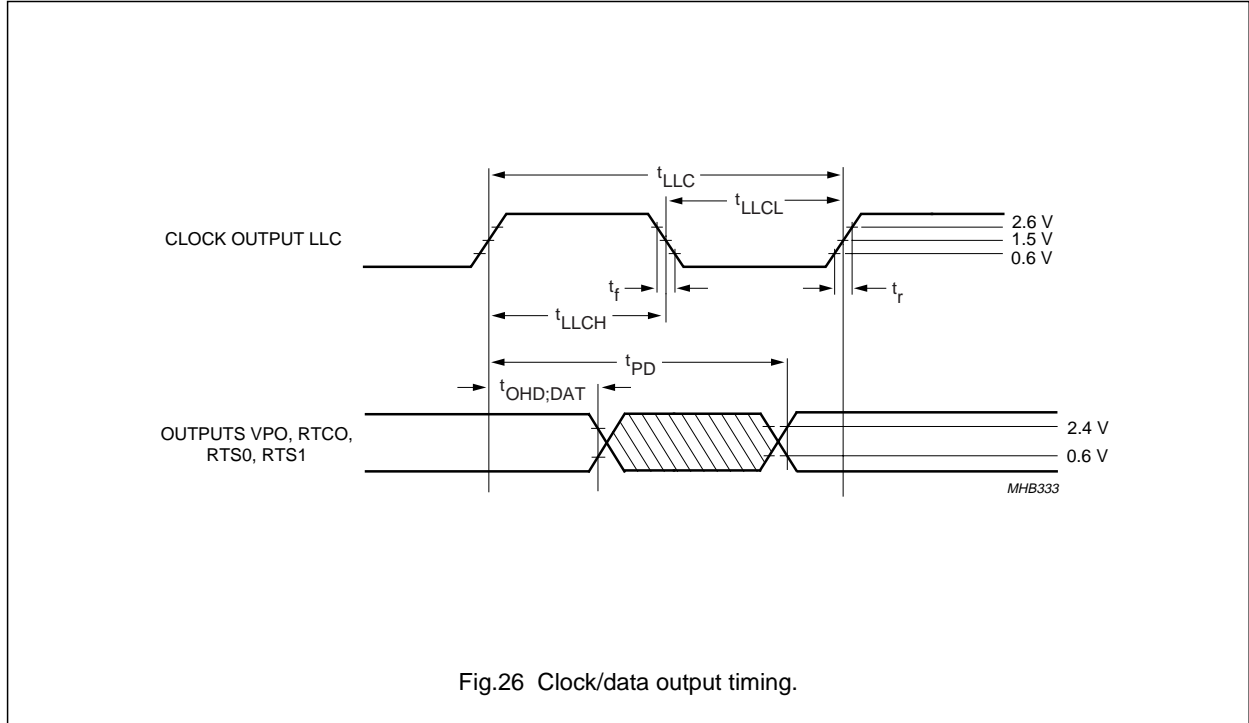 tLLC
tLLCL
CLOCK OUTPUT LLC
2.6 V
1.5 V
0.6 V
tf
tr
tLLCH
tPD
tOHD;DAT
OUTPUTS VPO, RTCO,
RTS0, RTS1
2.4 V
0.6 V
MHB333
Fig.26 Clock/data output timing.